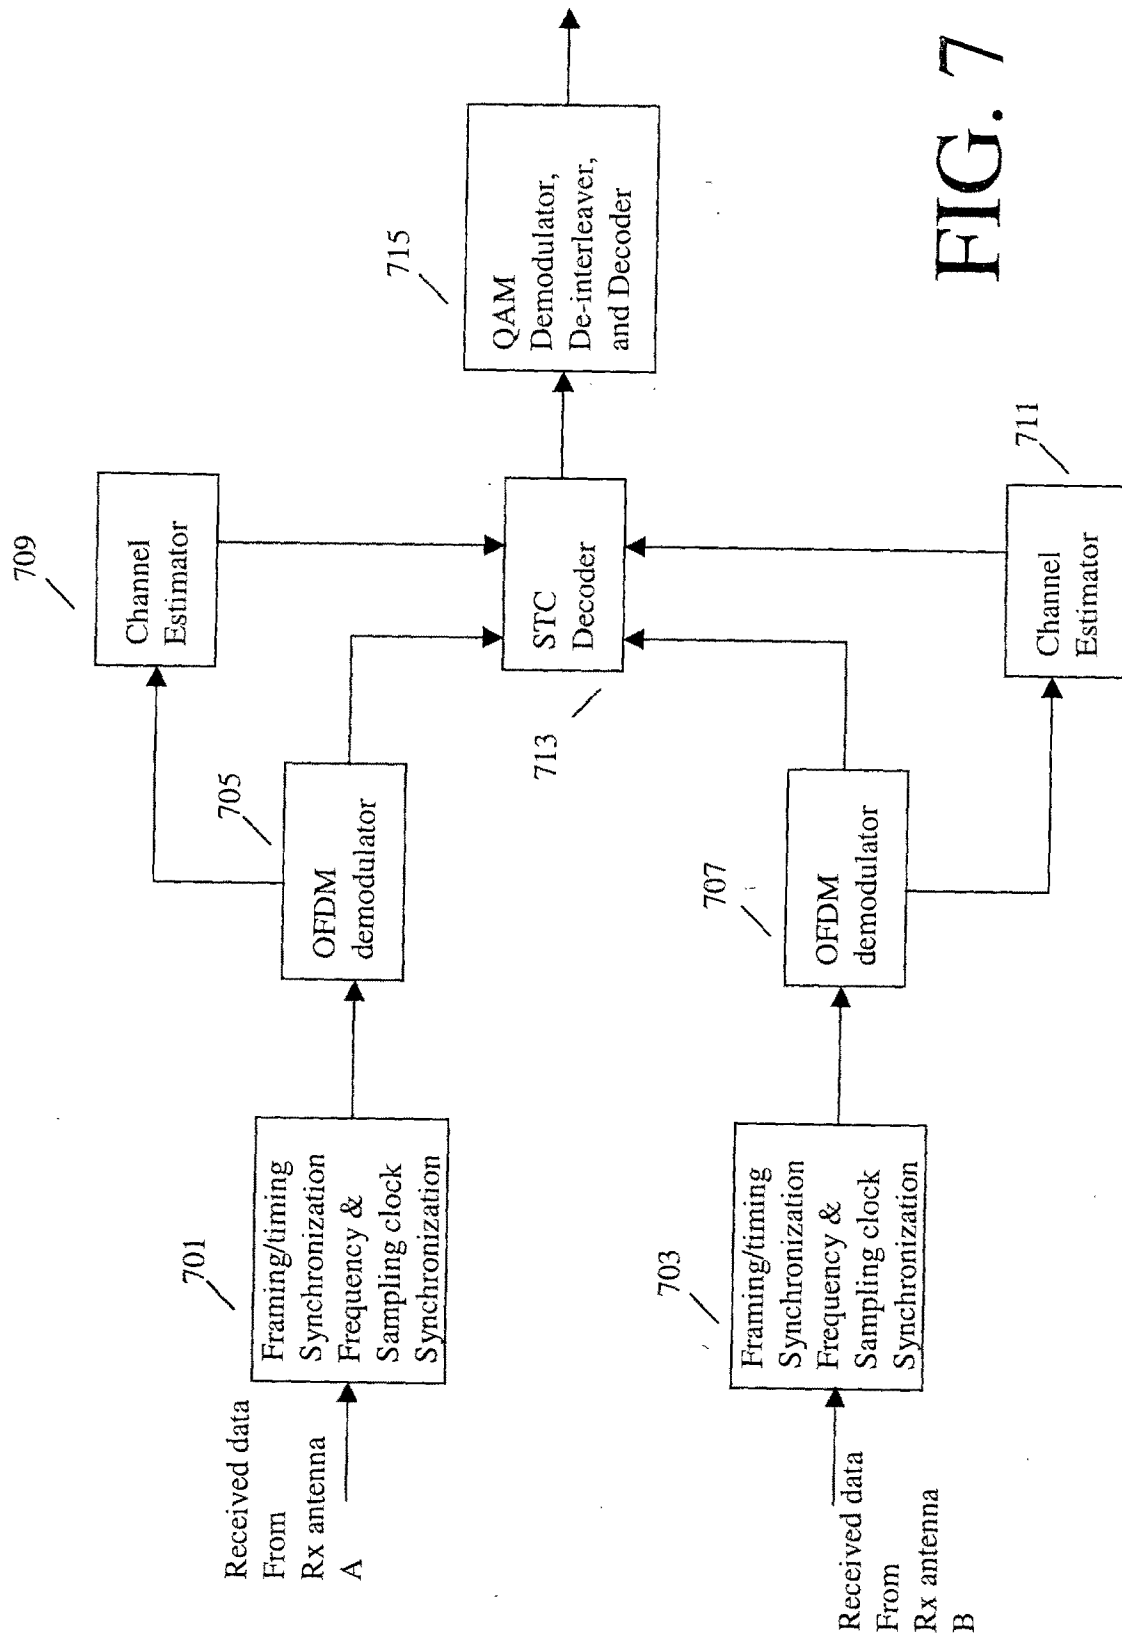 709
Channel
Estimator
705
OFDM
demodulator
701
Framing/timing
Synchronization
Frequency &
Sampling clock
Synchronization
Received data
From
Rx antenna
A
715
QAM
Demodulator,
De-interleaver,
and Decoder
STC
Decoder
713
707
OFDM
demodulator
703
Framing/timing
Synchronization
Frequency &
Sampling clock
Synchronization
Received data
From
Rx antenna
B
711
Channel
Estimator
FIG. 7